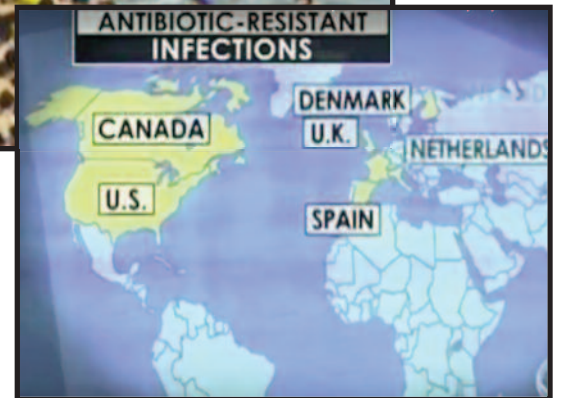 ANTIBIOTIC-RESISTANT
INFECTIONS
DENMARK
CANADA
U.K.
NETHERLANDS
U.S.
SPAIN